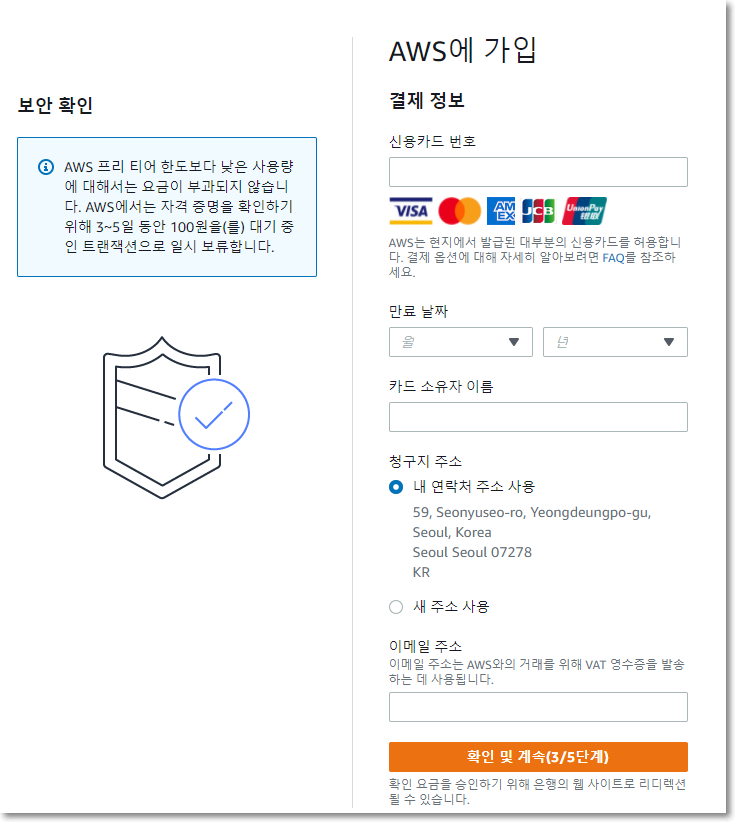 보안 확인
AWS 프리 티어 한도보다 낮은 사용량
에 대해서는 요금이 부과되지 않습니
다. AWS에서는 자격 증명을 확인하기
위해 3~5일 동안 100원을(를) 대기 중
인 트랜잭션으로 일시 보류합니다.
AWS에 가입
결제 정보
신용카드 번호
VISA
AM
EX
JCB
UnionPay
银联
AWS는 현지에서 발급된 대부분의 신용카드를 허용합니
다. 결제 옵션에 대해 자세히 알아보려면 FAQ를 참조하
세요.
만료 날짜
월 년
카드 소유자 이름
청구지 주소
내 연락처 주소 사용
59, Seonyuseo-ro, Yeongdeungpo-gu,
Seoul, Korea
Seoul Seoul 07278
KR
새 주소 사용
이메일 주소
이메일 주소는 AWS와의 거래를 위해 VAT 영수증을 발송
하는 데 사용됩니다.
확인 및 계속(3/5단계)
확인 요금을 승인하기 위해 은행의 웹 사이트로 리디렉션
될 수 있습니다.